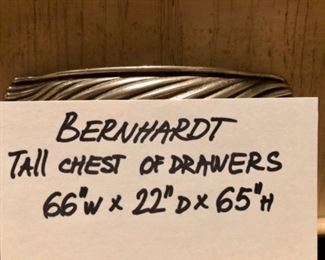 BERNHARDT
TALL CHEST OF DRAWERS
66"W X 22"D X 65"H